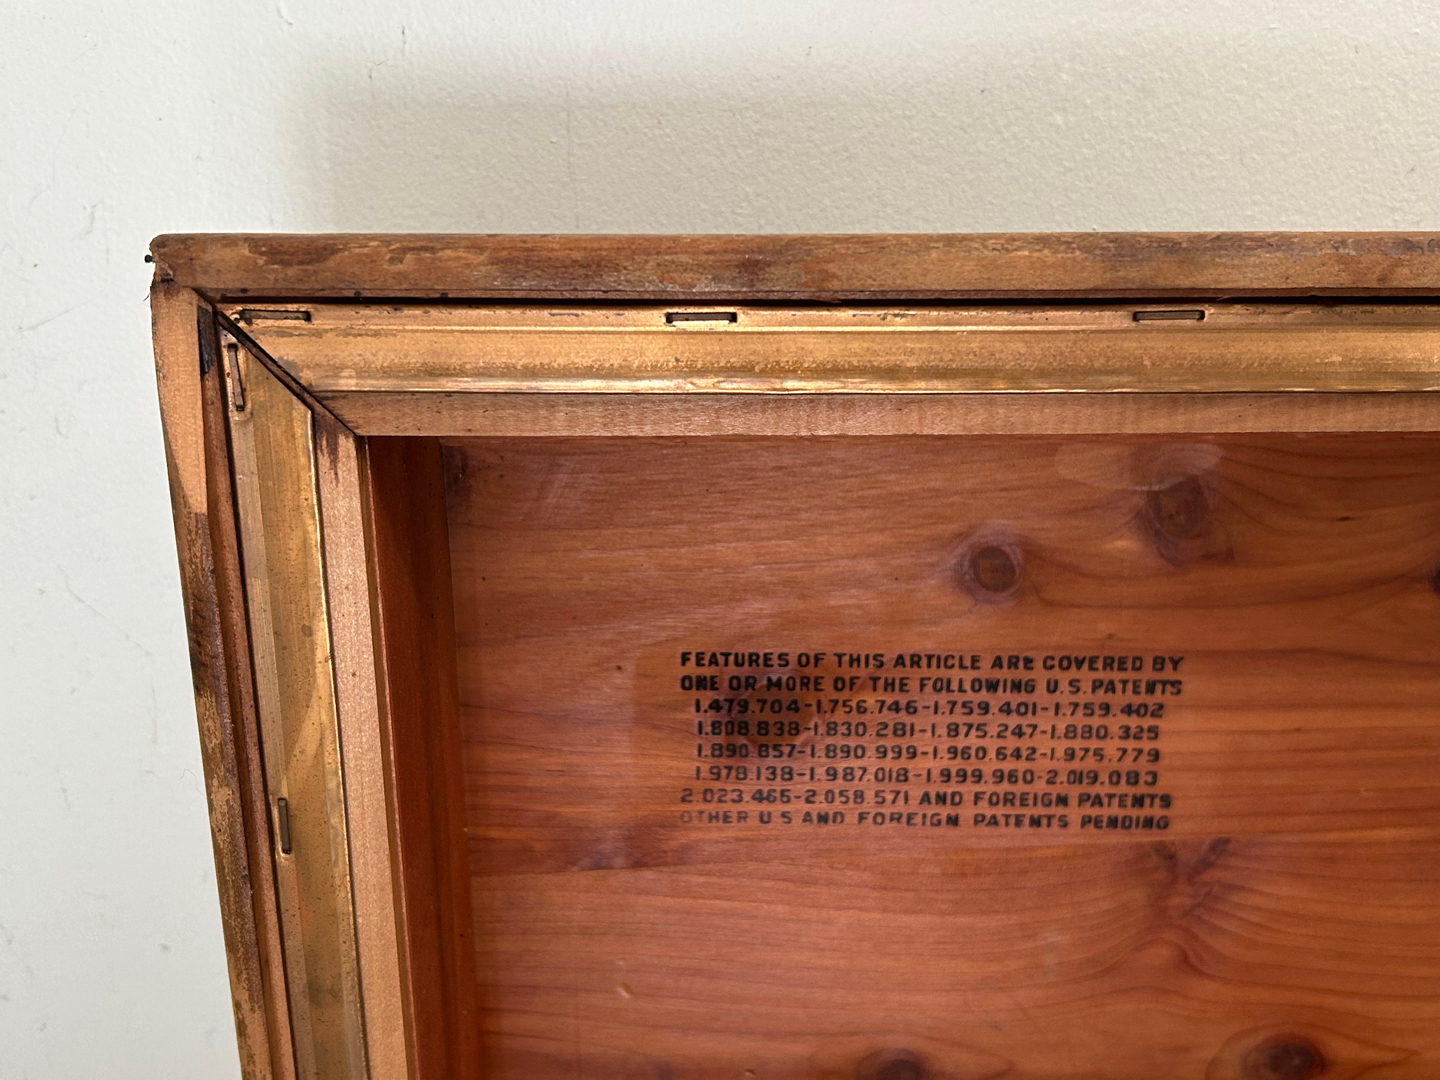 FEATURES OF THIS ARTICLE ARE COVERED BY
ONE OR MORE OF THE FOLLOWING U.S. PATENTS
1.479.704-1.756.746-1.759.401-1.759.402
1.808.838-1.830.281-1.875.247-1.880.325
1.890.857-1.890.999-1.960.642-1.975.779
1.978.138-1.987.018-1.999.960-2.019.083
2.023.465-2.058.571 AND FOREIGN PATENTS
OTHER U S AND FOREIGN PATENTS PENDING